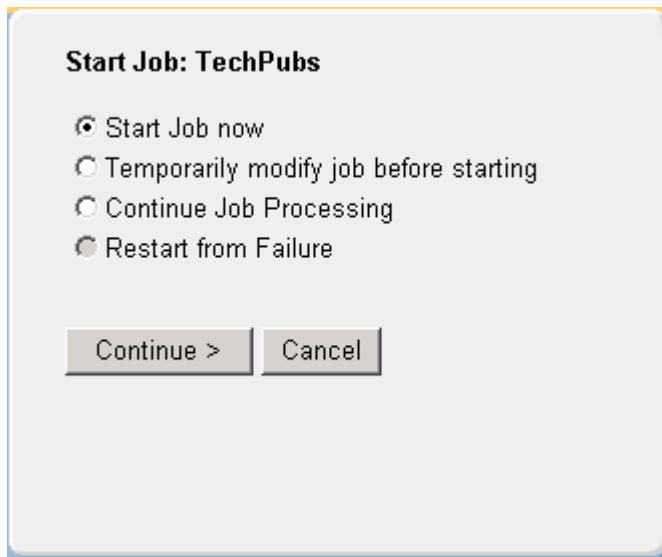 Start Job: TechPubs
Start Job now
Temporarily modify job before starting
Continue Job Processing
Restart from Failure
Continue > Cancel